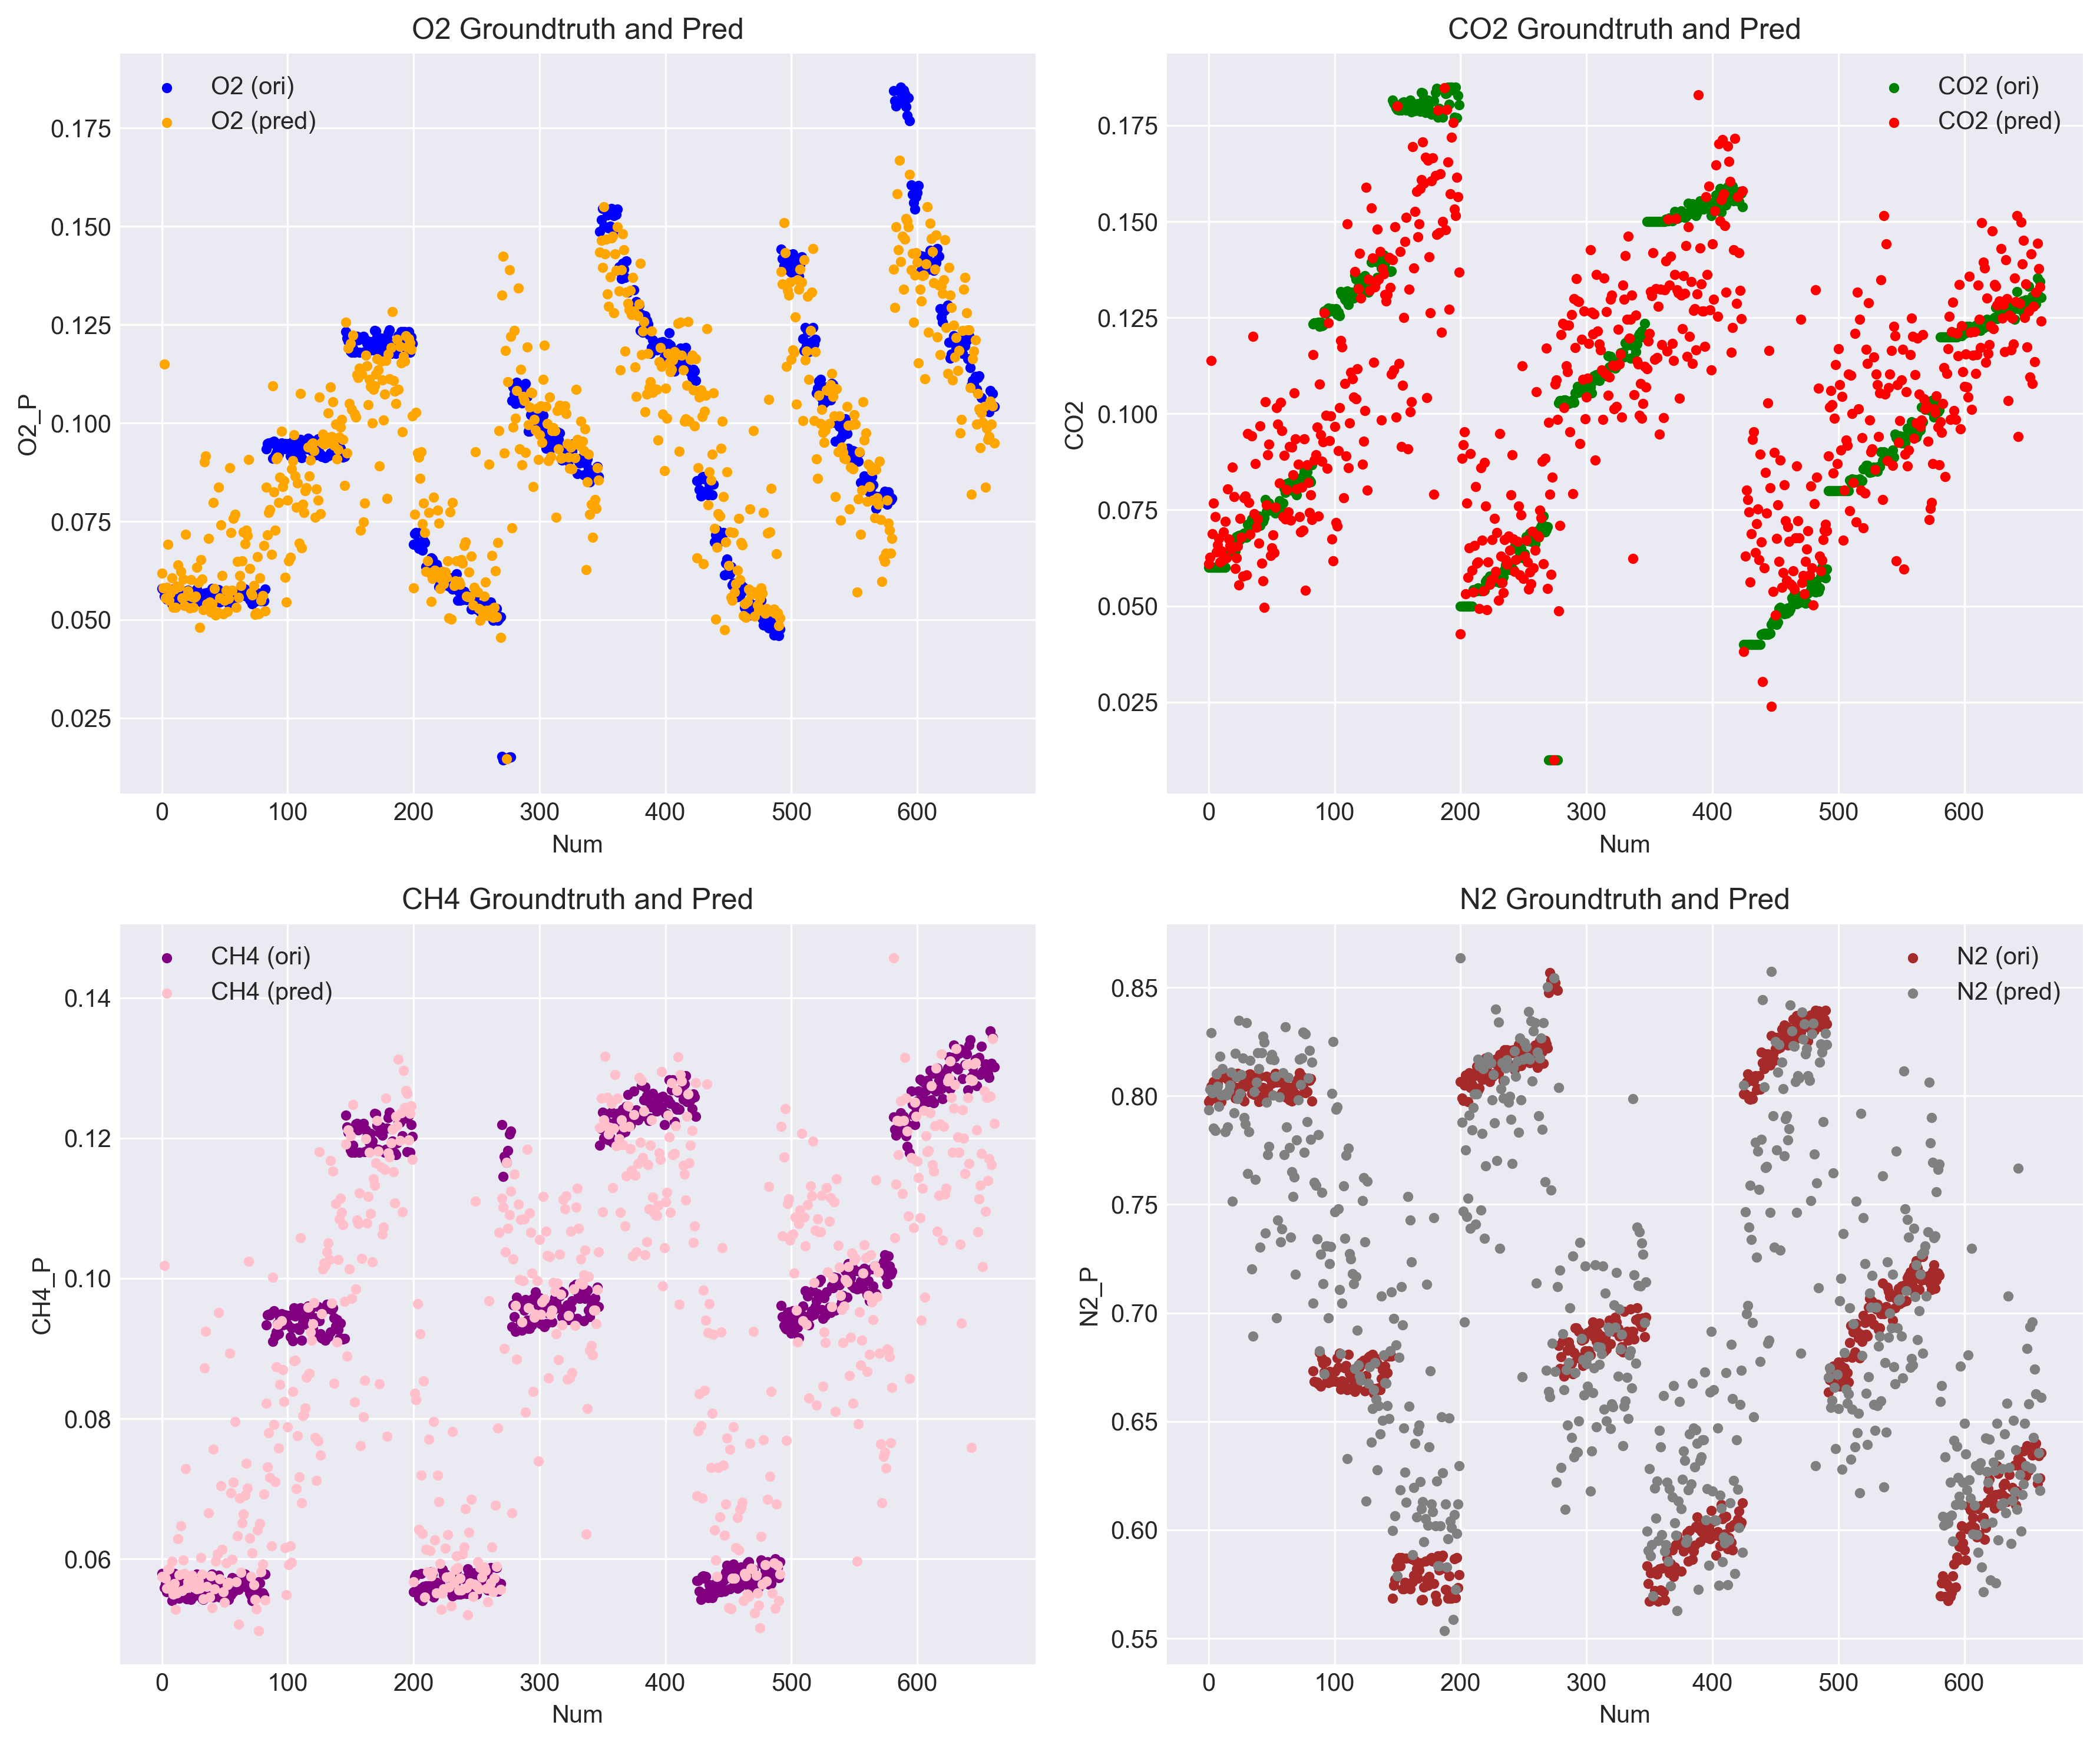 O2 Groundtruth and Pred
O2 (ori)
O2 (pred)
0.175
0.150
0.125
0.100
0.075
0.050
0.025
O2_P
0 100 200 300 400 500 600
Num
CO2 Groundtruth and Pred
CO2 (ori)
CO2 (pred)
0.175
0.150
0.125
0.100
0.075
0.050
0.025
CO2
0 100 200 300 400 500 600
Num
CH4 Groundtruth and Pred
CH4 (ori)
CH4 (pred)
0.14
0.12
0.10
0.08
0.06
CH4_P
0 100 200 300 400 500 600
Num
N2 Groundtruth and Pred
N2 (ori)
N2 (pred)
0.85
0.80
0.75
0.70
0.65
0.60
0.55
N2_P
0 100 200 300 400 500 600
Num